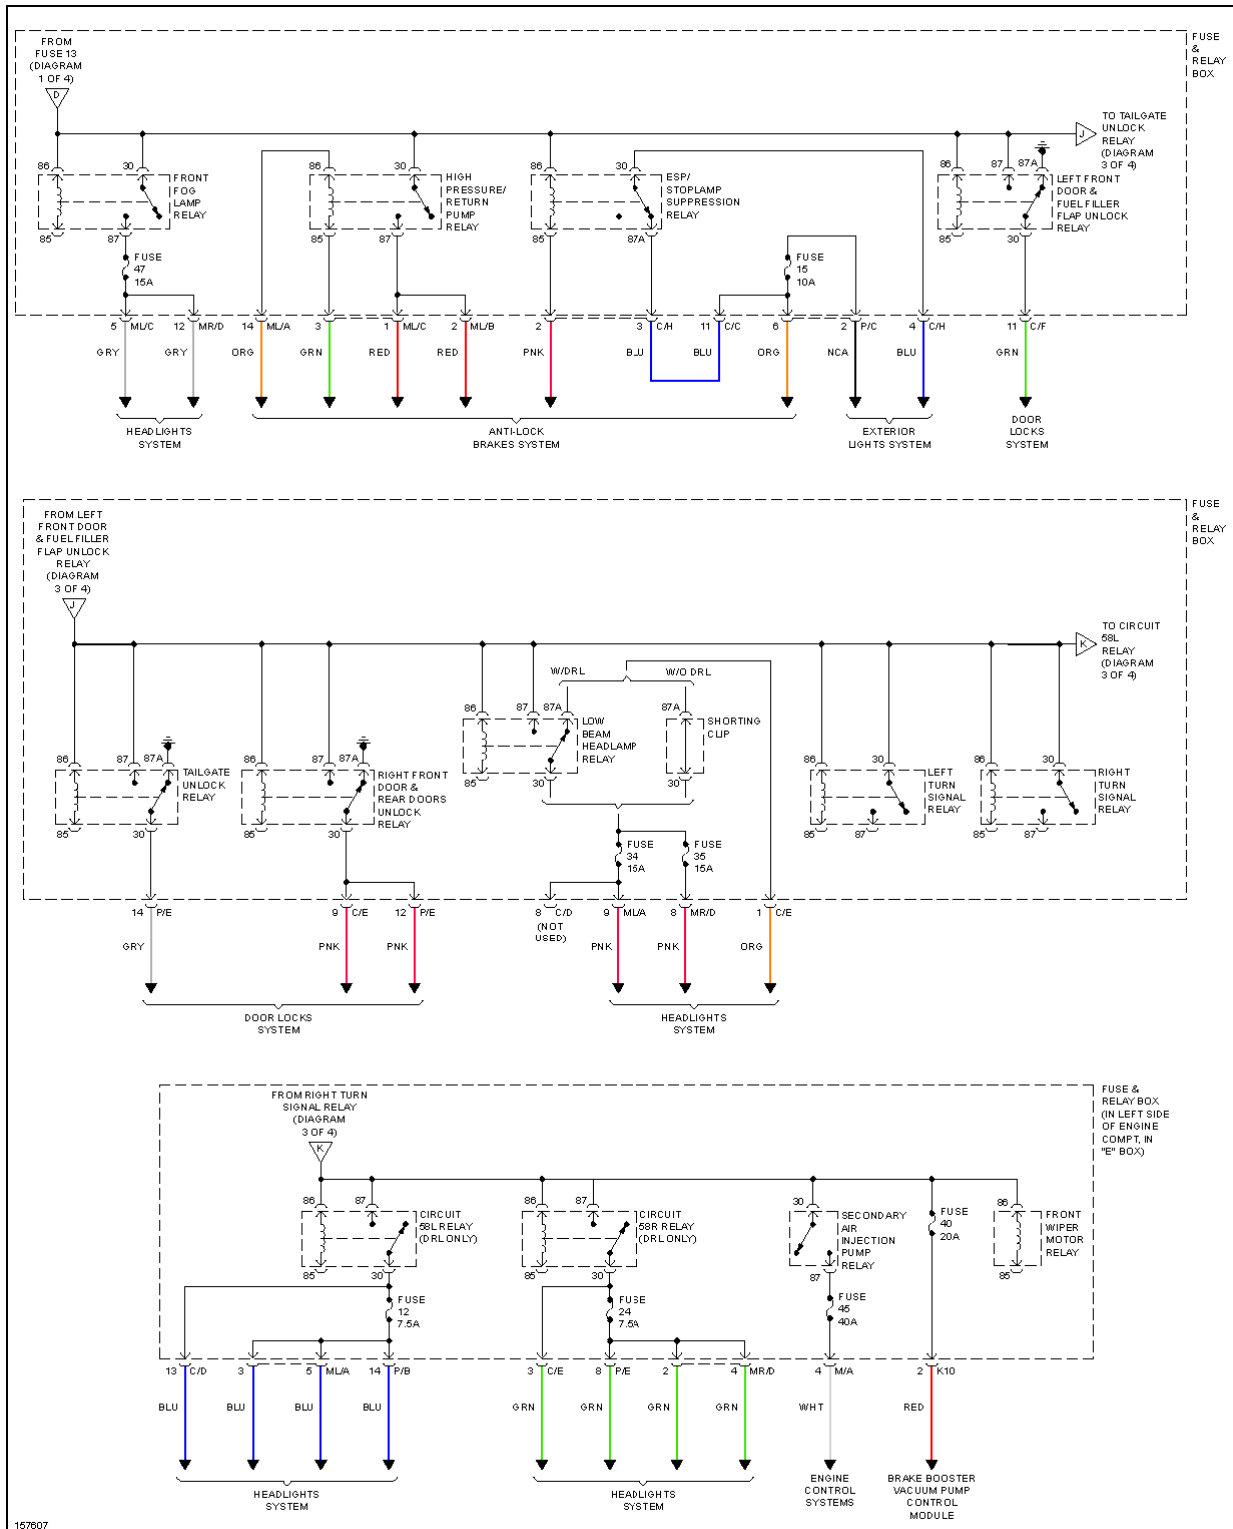 FROM
FUSE 13
(DIAGRAM
1 OF 4)
D
FUSE
&
RELAY
BOX
TO TAILGATE
UNLOCK
RELAY
(DIAGRAM
3 OF 4)
J
86 30 86 30 86 30 86 87 87A
FRONT
FOG
LAMP
RELAY
HIGH
PRESSURE/
RETURN
PUMP
RELAY
ESP/
STOPLAMP
SUPPRESSION
RELAY
LEFT FRONT
DOOR &
FUEL FILLER
FLAP UNLOCK
RELAY
85 87 85 87 85 87A 85 30
FUSE
47
15A
FUSE
15
10A
5 ML/C 12 MR/D 14 ML/A 3 1 ML/C 2 ML/B 2 3 C/H 11 C/C 6 2 P/C 4 C/H 11 C/F
GRY GRY ORG GRN RED RED PNK BLU BLU ORG NCA BLU GRN
HEADLIGHTS
SYSTEM
ANTI-LOCK
BRAKES SYSTEM
EXTERIOR
LIGHTS SYSTEM
DOOR
LOCKS
SYSTEM
FROM LEFT
FRONT DOOR
& FUEL FILLER
FLAP UNLOCK
RELAY
(DIAGRAM
3 OF 4)
J
FUSE
&
RELAY
BOX
TO CIRCUIT
58L
RELAY
(DIAGRAM
3 OF 4)
K
W/DRL W/O DRL
86 87 87A 87A
LOW
BEAM
HEADLAMP
RELAY
SHORTING
CLIP
85 30 30
86 87 87A 86 87 87A 86 30 86 30
TAILGATE
UNLOCK
RELAY
RIGHT FRONT
DOOR &
REAR DOORS
UNLOCK
RELAY
LEFT
TURN
SIGNAL
RELAY
RIGHT
TURN
SIGNAL
RELAY
85 30 85 30 85 87 85 87
FUSE
34
15A
FUSE
35
15A
14 P/E 9 C/E 12 P/E 8 C/D 9 ML/A 8 MR/D 1 C/E
(NOT
USED)
GRY PNK PNK PNK PNK ORG
DOOR LOCKS
SYSTEM
HEADLIGHTS
SYSTEM
FROM RIGHT TURN
SIGNAL RELAY
(DIAGRAM
3 OF 4)
K
FUSE &
RELAY BOX
(IN LEFT SIDE
OF ENGINE
COMPT, IN
"E" BOX)
86 87 86 87 30 86
CIRCUIT
58L RELAY
(DRL ONLY)
CIRCUIT
58R RELAY
(DRL ONLY)
SECONDARY
AIR
INJECTION
PUMP
RELAY
FUSE
40
20A
FRONT
WIPER
MOTOR
RELAY
85 30 85 30 87 85
FUSE
12
7.5A
FUSE
24
7.5A
FUSE
45
40A
13 C/D 3 5 ML/A 14 P/B 3 C/E 8 P/E 2 4 MR/D 4 M/A 2 K10
BLU BLU BLU BLU GRN GRN GRN GRN WHT RED
HEADLIGHTS
SYSTEM
HEADLIGHTS
SYSTEM
ENGINE
CONTROL
SYSTEMS
BRAKE BOOSTER
VACUUM PUMP
CONTROL
MODULE
157607